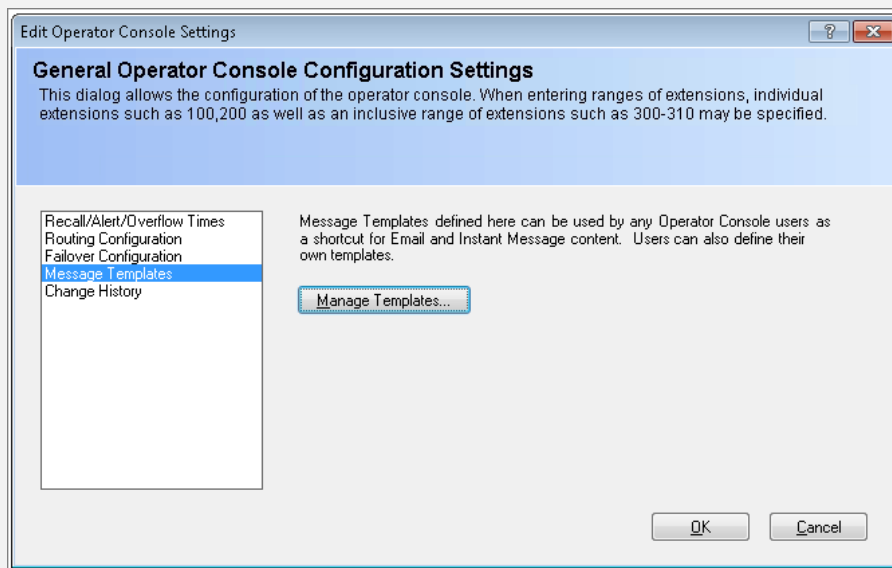 Edit Operator Console Settings
?
General Operator Console Configuration Settings
This dialog allows the configuration of the operator console. When entering ranges of extensions, individual
extensions such as 100,200 as well as an inclusive range of extensions such as 300-310 may be specified.
Recall/Alert/Overflow Times
Routing Configuration
Failover Configuration
Message Templates
Change History
Message Templates defined here can be used by any Operator Console users as
a shortcut for Email and Instant Message content. Users can also define their
own templates.
Manage Templates...
OK
Cancel